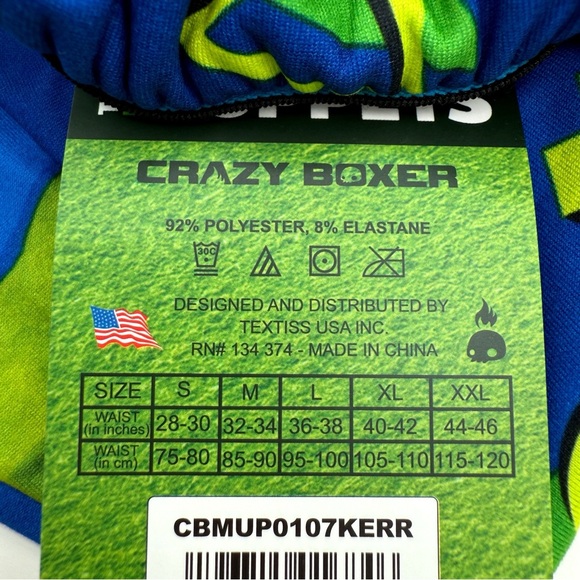 CRAZY BOXER
92% POLYESTER, 8% ELASTANE
30C
DESIGNED AND DISTRIBUTED BY
TEXTISS USA INC.
RN# 134 374 - MADE IN CHINA
SIZE S M L XL XXL
WAIST (in inches) 28-30 32-34 36-38 40-42 44-46
WAIST (in cm) 75-80 85-90 95-100 105-110 115-120
CBMUP0107KERR